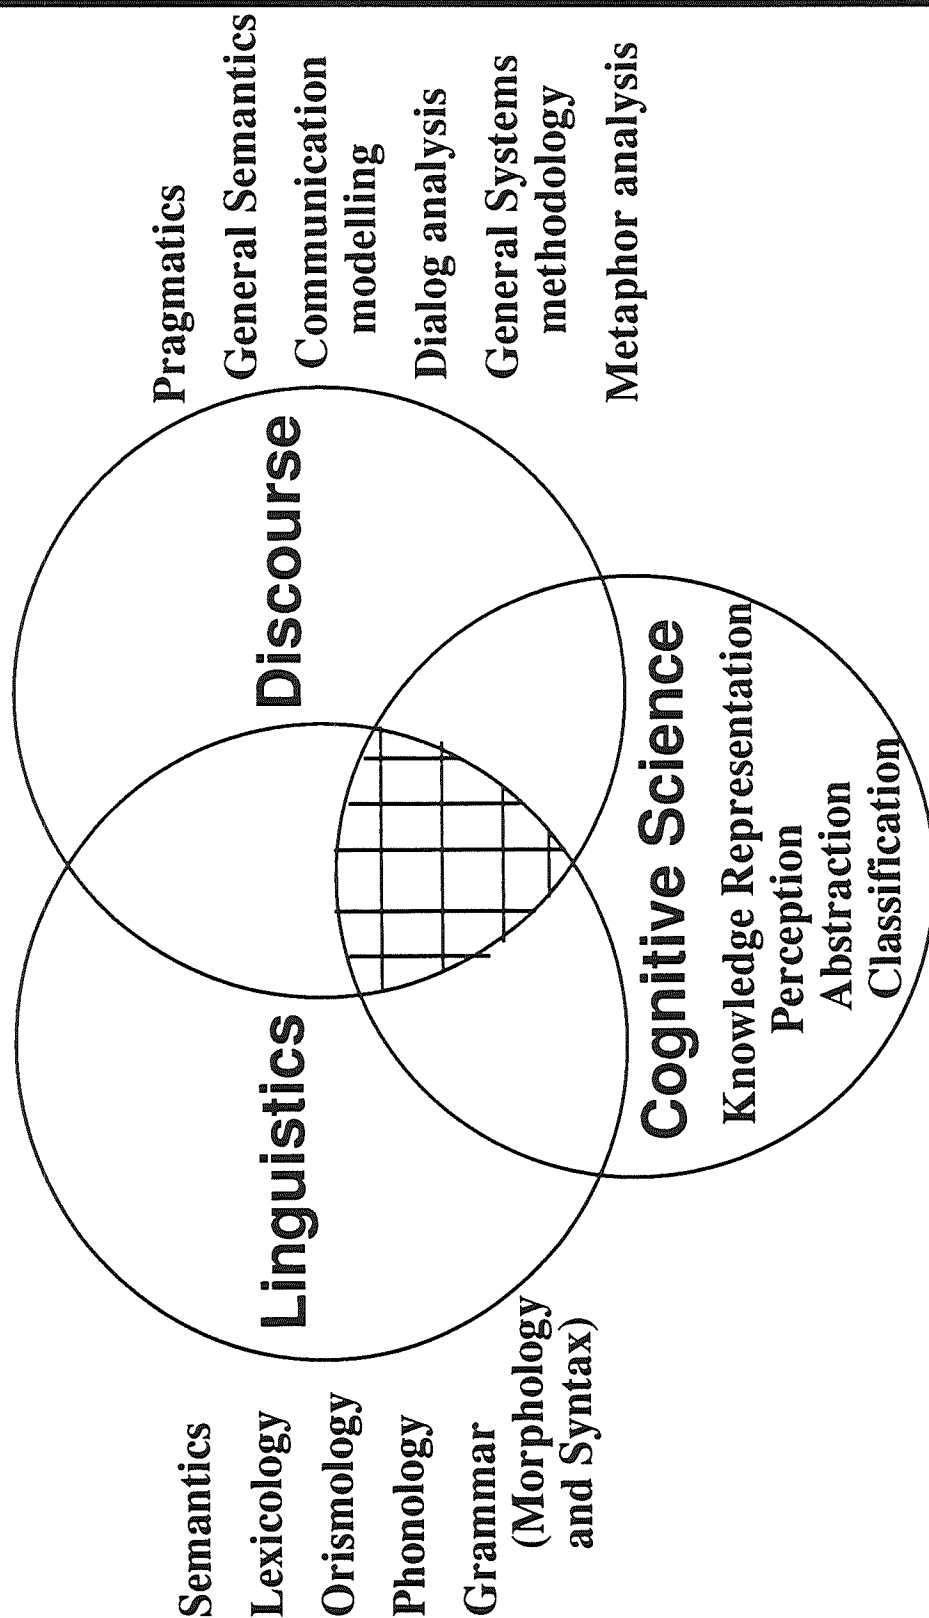 Semantics
Lexicology
Orismology
Phonology
Grammar
(Morphology
and Syntax)
Linguistics
Discourse
Pragmatics
General Semantics
Communication
modelling
Dialog analysis
General Systems
methodology
Metaphor analysis
Cognitive Science
Knowledge Representation
Perception
Abstraction
Classification